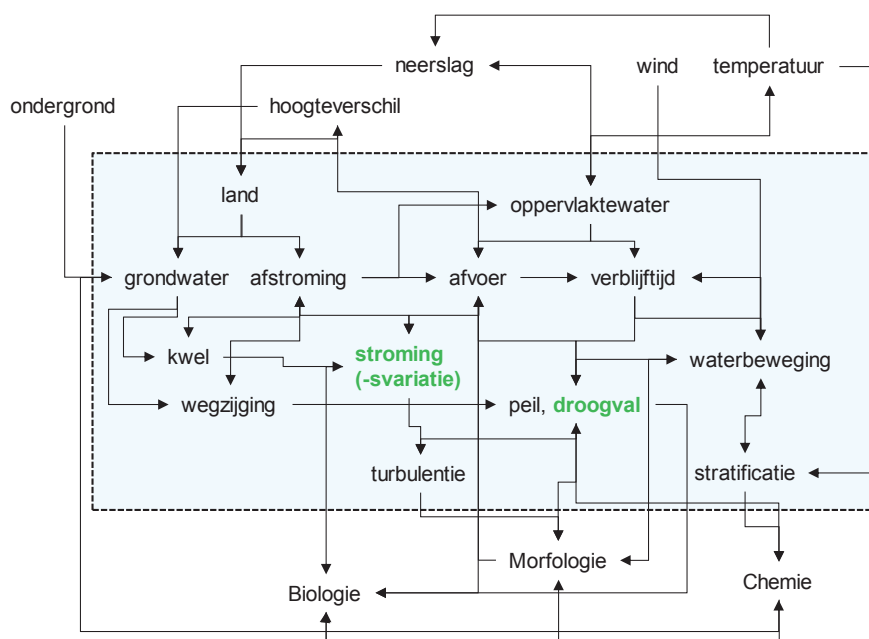 neerslag
wind
temperatuur
ondergrond
hoogteverschil
land
oppervlaktewater
grondwater
afstroming
afvoer
verblijftijd
kwel
stroming
(-svariatie)
waterbeweging
wegzijging
peil, droogval
turbulentie
stratificatie
Morfologie
Biologie
Chemie